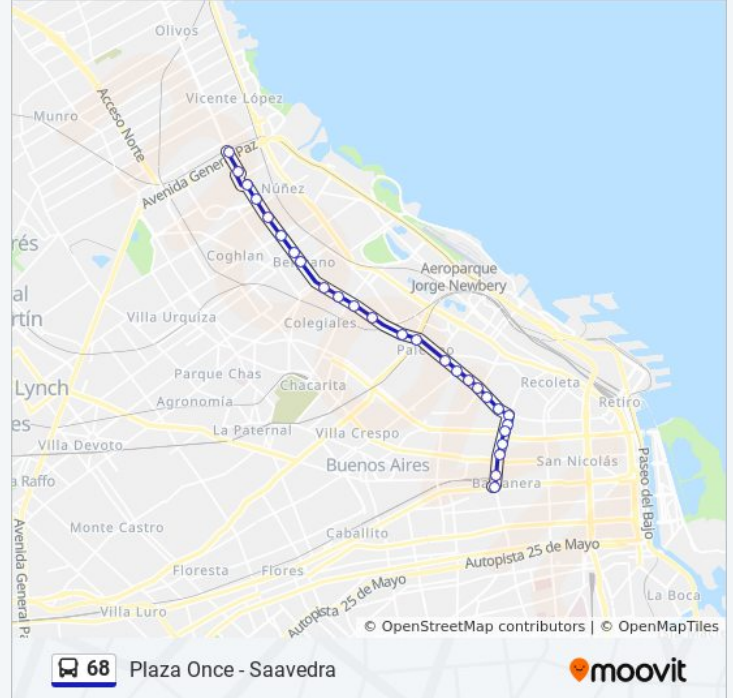 Olivos
Vicente López
Munro
Acceso Norte
Avenida General Paz
Núñez
rés
Coghlan
Belgrano
Aeroparque
Jorge Newbery
al
rtín
Villa Urquiza
Colegiales
Palermo
Lynch
Parque Chas
Chacarita
Recoleta
Agronomía
Retiro
es
La Paternal
Villa Crespo
Villa Devoto
Buenos Aires
San Nicolás
Paseo del Bajo
a Raffo
Balvanera
Monte Castro
Caballito
Avenida General Pa
Autopista 25 de Mayo
Floresta
Flores
Autopista 25 de Mayo
La Boca
Villa Luro
© OpenStreetMap contributors | © OpenMapTiles
68 Plaza Once - Saavedra
moovit